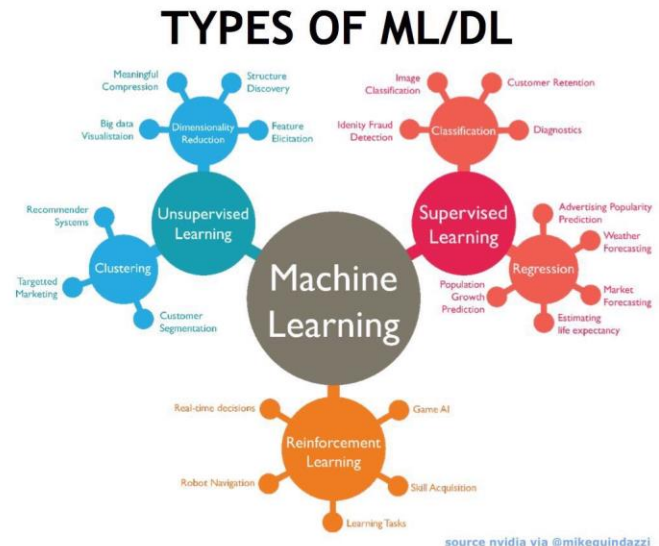 TYPES OF ML/DL
Meaningful
Compression
Structure
Discovery
Big data
Visualistaion
Dimensionality
Reduction
Feature
Elicitation
Unsupervised
Learning
Recommender
Systems
Clustering
Targetted
Marketing
Customer
Segmentation
Image
Classification
Customer Retention
Idenity Fraud
Detection
Classification
Diagnostics
Supervised
Learning
Advertising Popularity
Prediction
Weather
Forecasting
Regression
Population
Growth
Prediction
Market
Forecasting
Estimating
life expectancy
Machine
Learning
Real-time decisions
Game AI
Reinforcement
Learning
Robot Navigation
Skill Acquisition
Learning Tasks
source nvidia via @mikequindazzi